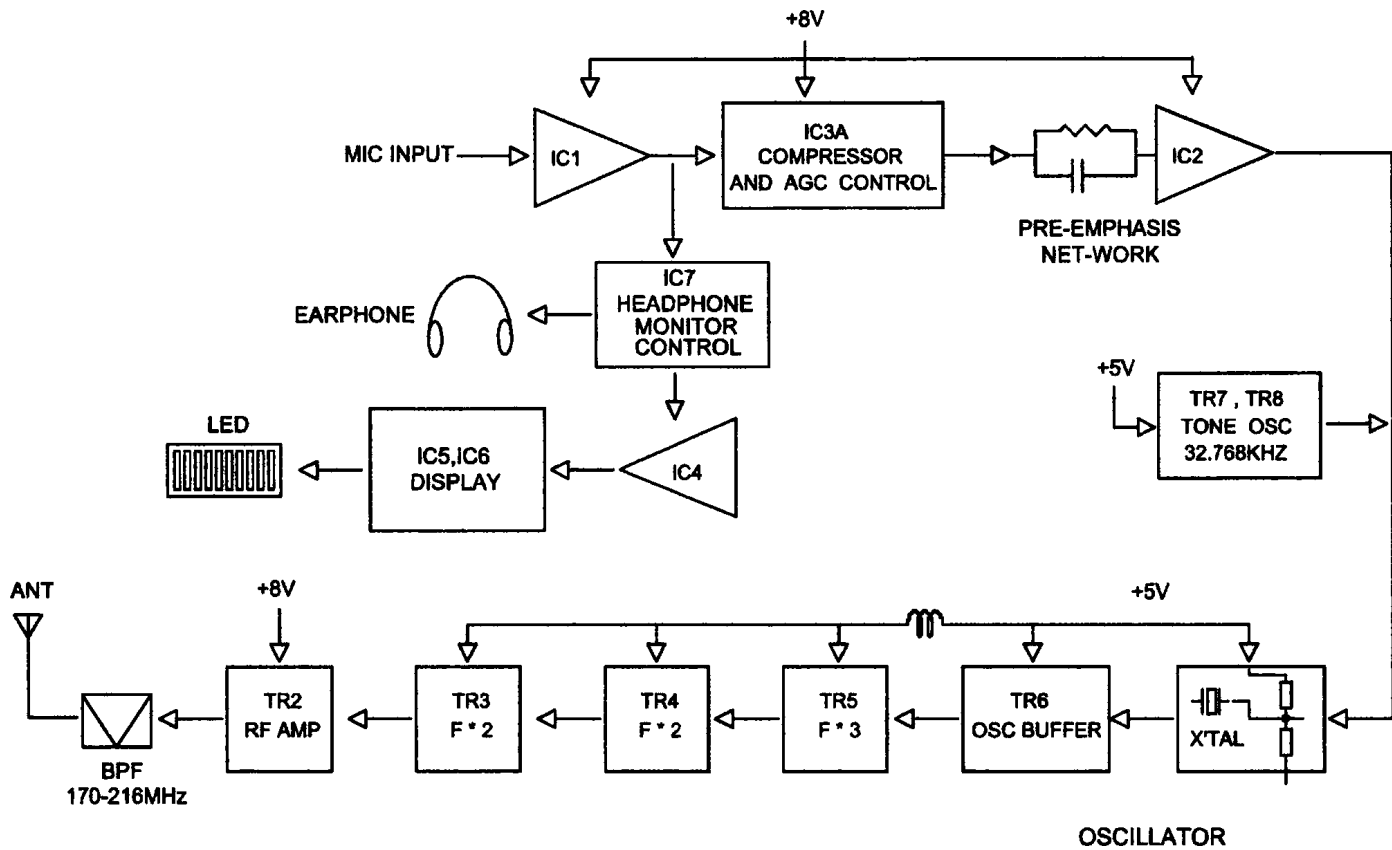 +8V
MIC INPUT
IC1
IC3A
COMPRESSOR
AND AGC CONTROL
IC2
PRE-EMPHASIS
NET-WORK
IC7
HEADPHONE
MONITOR
CONTROL
EARPHONE
+5V
TR7 , TR8
TONE OSC
32.768KHZ
LED
IC5,IC6
DISPLAY
IC4
ANT
+8V
+5V
TR2
RF AMP
TR3
F * 2
TR4
F * 2
TR5
F * 3
TR6
OSC BUFFER
X'TAL
BPF
170-216MHz
OSCILLATOR